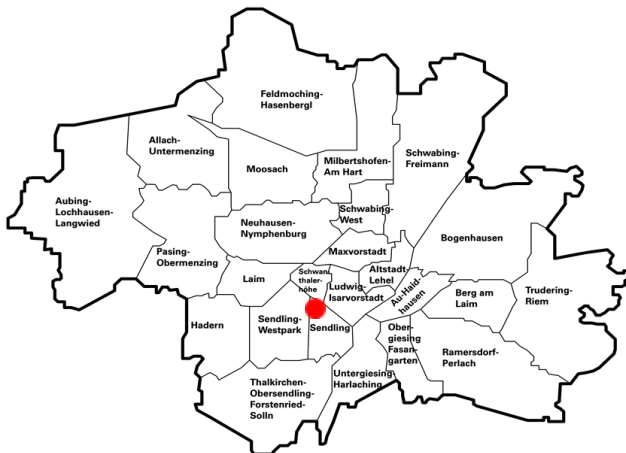 Feldmoching-
Hasenbergl
Allach-
Untermenzing
Moosach
Milbertshofen-
Am Hart
Schwabing-
Freimann
Aubing-
Lochhausen-
Langwied
Neuhausen-
Nymphenburg
Schwabing-
West
Bogenhausen
Pasing-
Obermenzing
Maxvorstadt
Laim
Schwan-
thaler-
höhe
Ludwig-
Isarvorstadt
Altstadt-
Lehel
Au-Haid-
hausen
Berg am
Laim
Trudering-
Riem
Hadern
Sendling-
Westpark
Sendling
Ober-
giesing
Fasan-
garten
Ramersdorf-
Perlach
Untergiesing-
Harlaching
Thalkirchen-
Obersendling-
Forstenried-
Solln